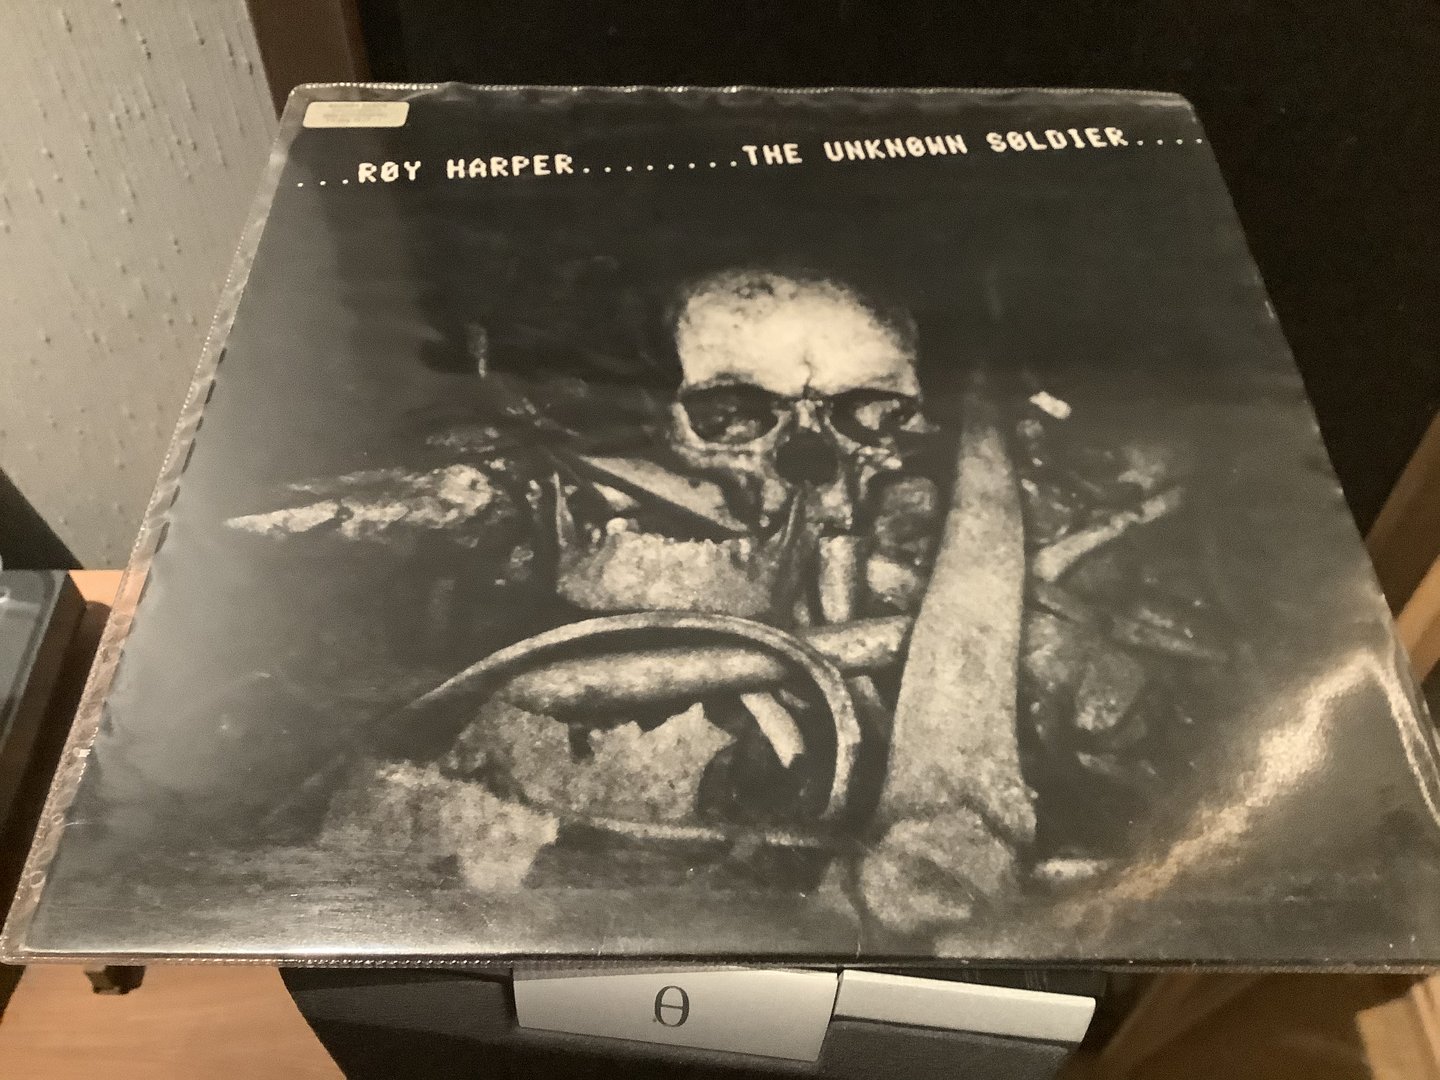 ...RØY HARPER........THE UNKNØWN SØLDIER....
θ